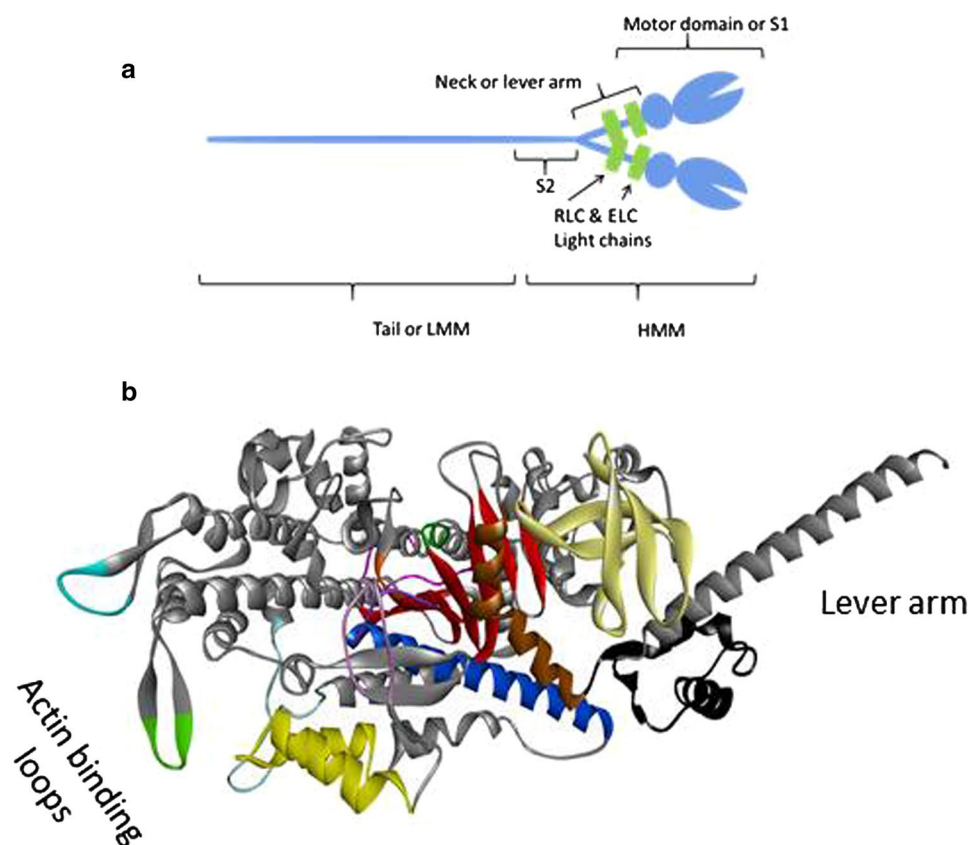 a
Motor domain or S1
Neck or lever arm
S2
RLC & ELC
Light chains
Tail or LMM
HMM
b
Lever arm
Actin binding
loops